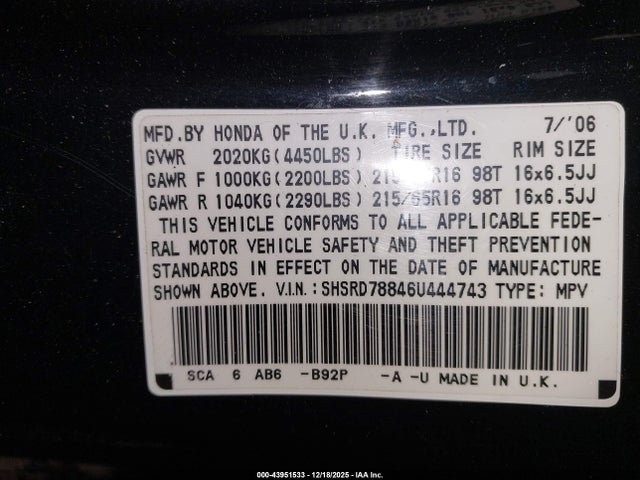 MFD.BY HONDA OF THE U.K. MFG.,LTD. 7/'06
GVWR 2020KG(4450LBS) TIRE SIZE RIM SIZE
GAWR F 1000KG(2200LBS) 98T 16x6.5JJ
GAWR R 1040KG(2290LBS) 215/65R16 98T 16x6.5JJ
THIS VEHICLE CONFORMS TO ALL APPLICABLE FEDE-
RAL MOTOR VEHICLE SAFETY AND THEFT PREVENTION
STANDARDS IN EFFECT ON THE DATE OF MANUFACTURE
SHOWN ABOVE. V.I.N.:SHSRD78846U444743 TYPE: MPV
SCA 6 AB6 -B92P -A -U MADE IN U.K.
000-43951533 - 12/18/2025 - IAA Inc.